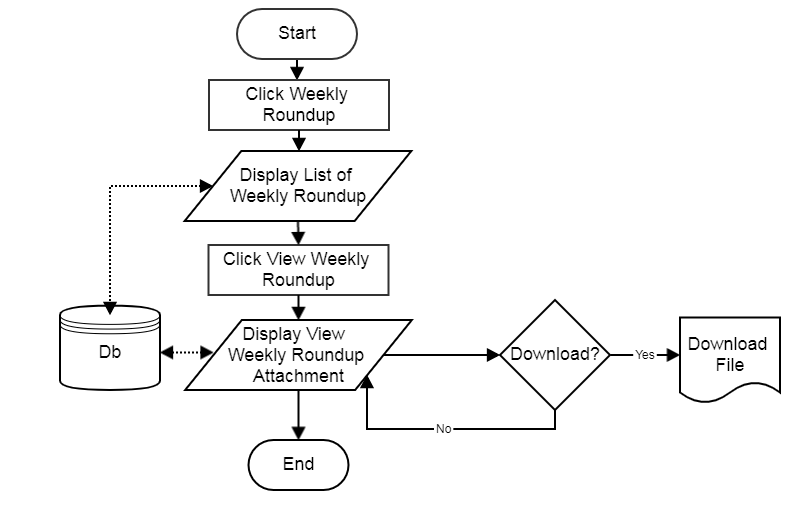 Start
Click Weekly
Roundup
Display List of
Weekly Roundup
Click View Weekly
Roundup
Db
Display View
Weekly Roundup
Attachment
Download?
Yes
Download
File
No
End